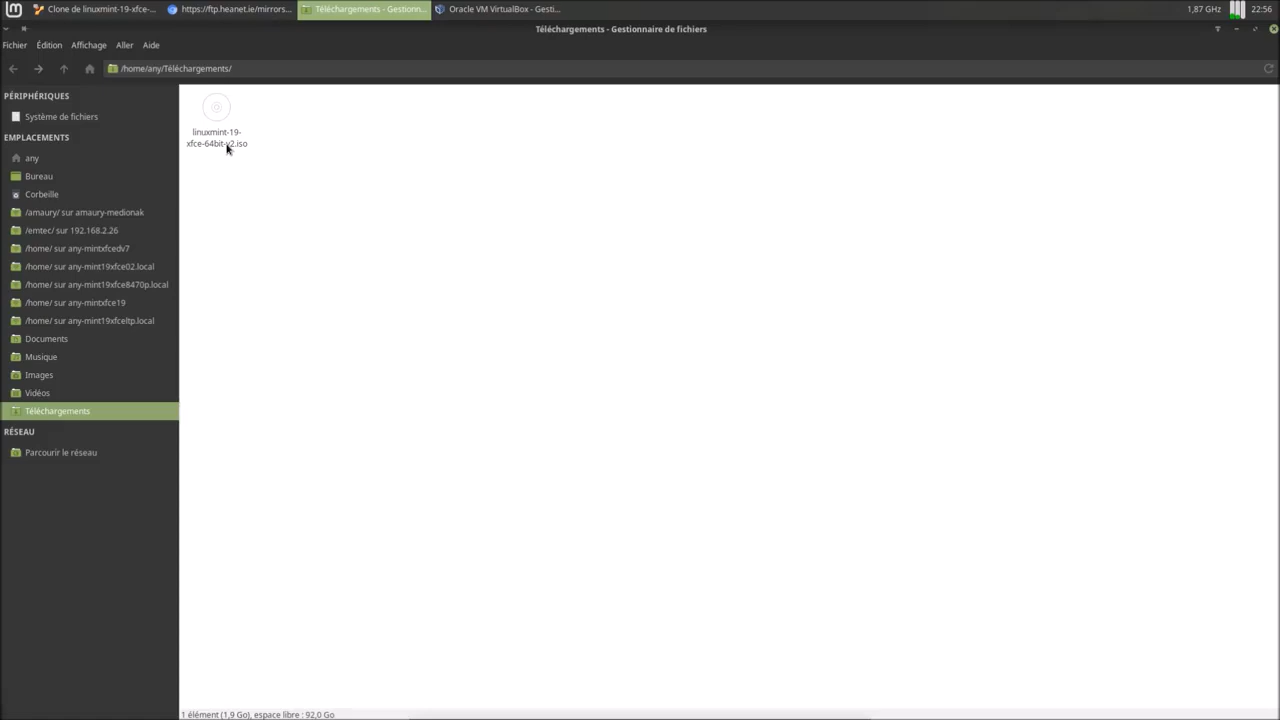 Clone de linuxmint-19-xfce-...
https://ftp.heanet.ie/mirrors...
Téléchargements - Gestionn...
Oracle VM VirtualBox - Gesti...
1,87 GHz
22:56
Téléchargements - Gestionnaire de fichiers
Fichier Édition Affichage Aller Aide
/home/any/Téléchargements/
PÉRIPHÉRIQUES
Système de fichiers
EMPLACEMENTS
any
Bureau
Corbeille
/amaury/ sur amaury-medionak
/emtec/ sur 192.168.2.26
/home/ sur any-mintxfcedv7
/home/ sur any-mint19xfce02.local
/home/ sur any-mint19xfce8470p.local
/home/ sur any-mintxfce19
/home/ sur any-mint19xfceltp.local
Documents
Musique
Images
Vidéos
Téléchargements
RÉSEAU
Parcourir le réseau
linuxmint-19-
xfce-64bit-v2.iso
1 élément (1,9 Go), espace libre : 92,0 Go